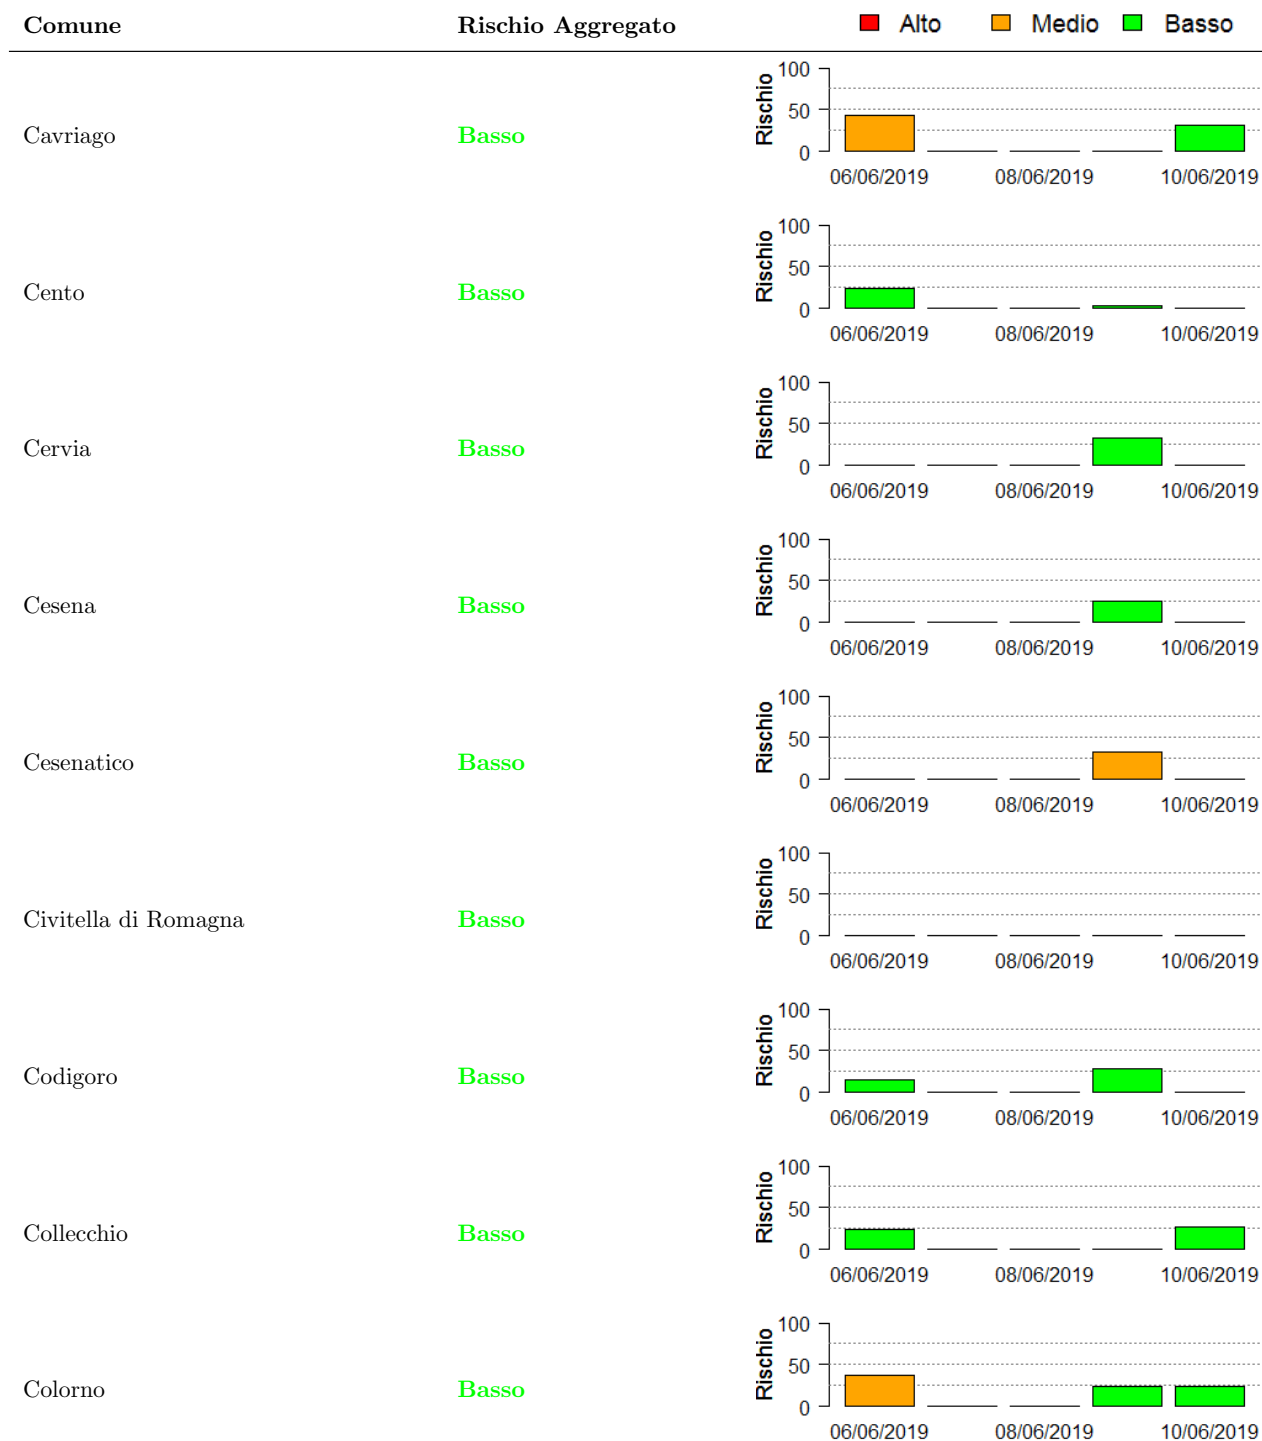 Comune Rischio Aggregato Alto Medio Basso
Cavriago Basso Rischio 100 50 0
06/06/2019 08/06/2019 10/06/2019
Cento Basso Rischio 100 50 0
06/06/2019 08/06/2019 10/06/2019
Cervia Basso Rischio 100 50 0
06/06/2019 08/06/2019 10/06/2019
Cesena Basso Rischio 100 50 0
06/06/2019 08/06/2019 10/06/2019
Cesenatico Basso Rischio 100 50 0
06/06/2019 08/06/2019 10/06/2019
Civitella di Romagna Basso Rischio 100 50 0
06/06/2019 08/06/2019 10/06/2019
Codigoro Basso Rischio 100 50 0
06/06/2019 08/06/2019 10/06/2019
Collecchio Basso Rischio 100 50 0
06/06/2019 08/06/2019 10/06/2019
Colorno Basso Rischio 100 50 0
06/06/2019 08/06/2019 10/06/2019